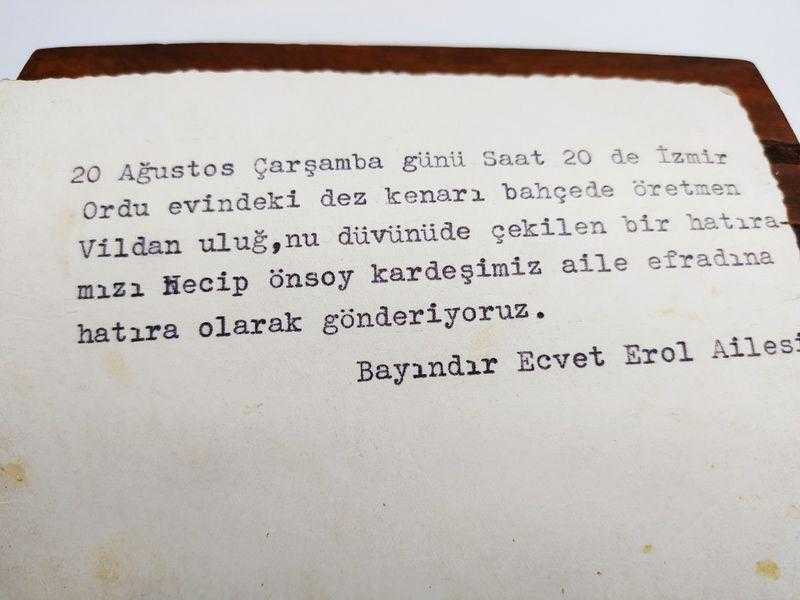 20 Ağustos Çarşamba günü Saat 20 de İzmir
Ordu evindeki dez kenarı bahçede öretmen
Vildan uluğ,nu düvünüde çekilen bir hatıra-
mızı Necip önsoy kardeşimiz aile efradına
hatıra olarak gönderiyoruz.
Bayındır Ecvet Erol Ailesi